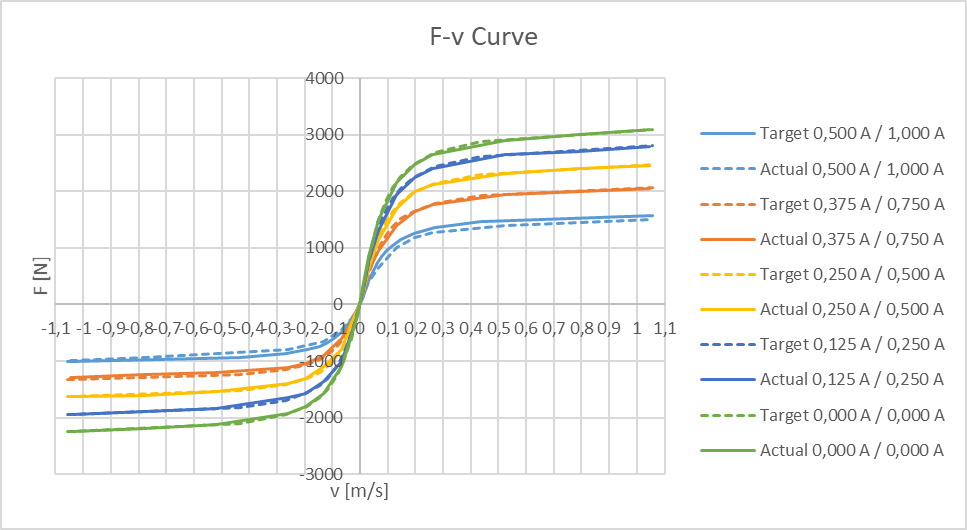 F-v Curve
4000
3000
2000
1000
0
-1000
-2000
-3000
-1,1 -1 -0,9 -0,8 -0,7 -0,6 -0,5 -0,4 -0,3 -0,2 -0,1 0 0,1 0,2 0,3 0,4 0,5 0,6 0,7 0,8 0,9 1 1,1
F [N]
v [m/s]
Target 0,500 A / 1,000 A
Actual 0,500 A / 1,000 A
Target 0,375 A / 0,750 A
Actual 0,375 A / 0,750 A
Target 0,250 A / 0,500 A
Actual 0,250 A / 0,500 A
Target 0,125 A / 0,250 A
Actual 0,125 A / 0,250 A
Target 0,000 A / 0,000 A
Actual 0,000 A / 0,000 A